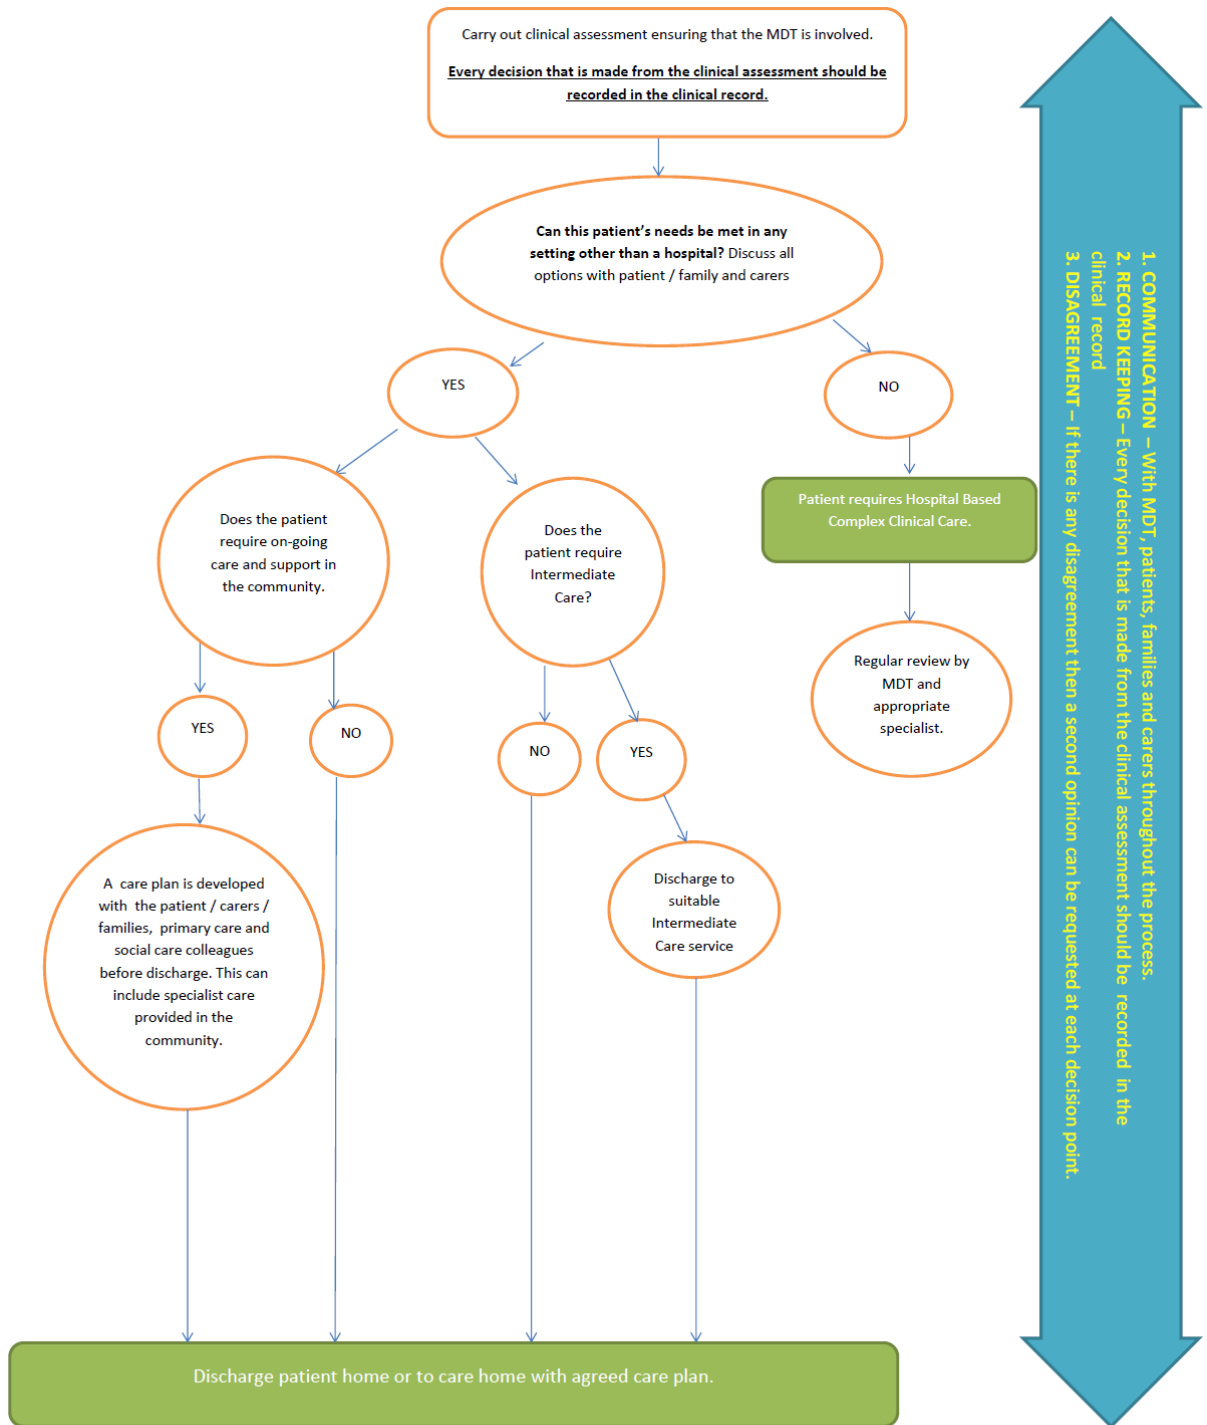 Carry out clinical assessment ensuring that the MDT is involved.
Every decision that is made from the clinical assessment should be
recorded in the clinical record.
Can this patient's needs be met in any
setting other than a hospital? Discuss all
options with patient / family and carers
YES
NO
Does the patient
require on-going
care and support in
the community.
Does the
patient require
Intermediate
Care?
Patient requires Hospital Based
Complex Clinical Care.
Regular review by
MDT and
appropriate
specialist.
YES
NO
NO
YES
A care plan is developed
with the patient / carers /
families, primary care and
social care colleagues
before discharge. This can
include specialist care
provided in the
community.
Discharge to
suitable
Intermediate
Care service
Discharge patient home or to care home with agreed care plan.
1. COMMUNICATION – With MDT, patients, families and carers throughout the process.
2. RECORD KEEPING – Every decision that is made from the clinical assessment should be recorded in the
clinical record
3. DISAGREEMENT – If there is any disagreement then a second opinion can be requested at each decision point.